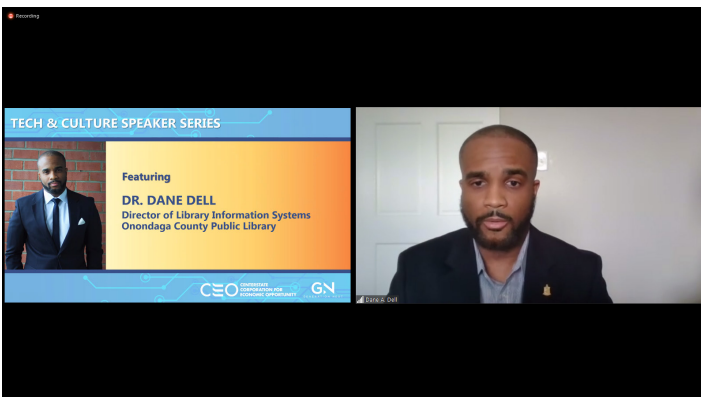 Recording
TECH & CULTURE SPEAKER SERIES
Featuring
DR. DANE DELL
Director of Library Information Systems
Onondaga County Public Library
CEO
CENTERSTATE
CORPORATION FOR
ECONOMIC OPPORTUNITY
GN
Dane A. Dell